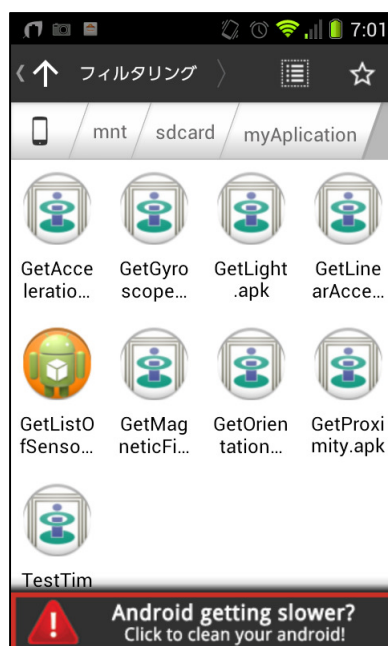 7:01
フィルタリング
mnt
sdcard
myAplication
GetAcce
leratio...
GetGyro
scope...
GetLight
.apk
GetLine
arAcce...
GetListO
fSenso...
GetMag
neticFi...
GetOrien
tation...
GetProxi
mity.apk
TestTim
Android getting slower?
Click to clean your android!